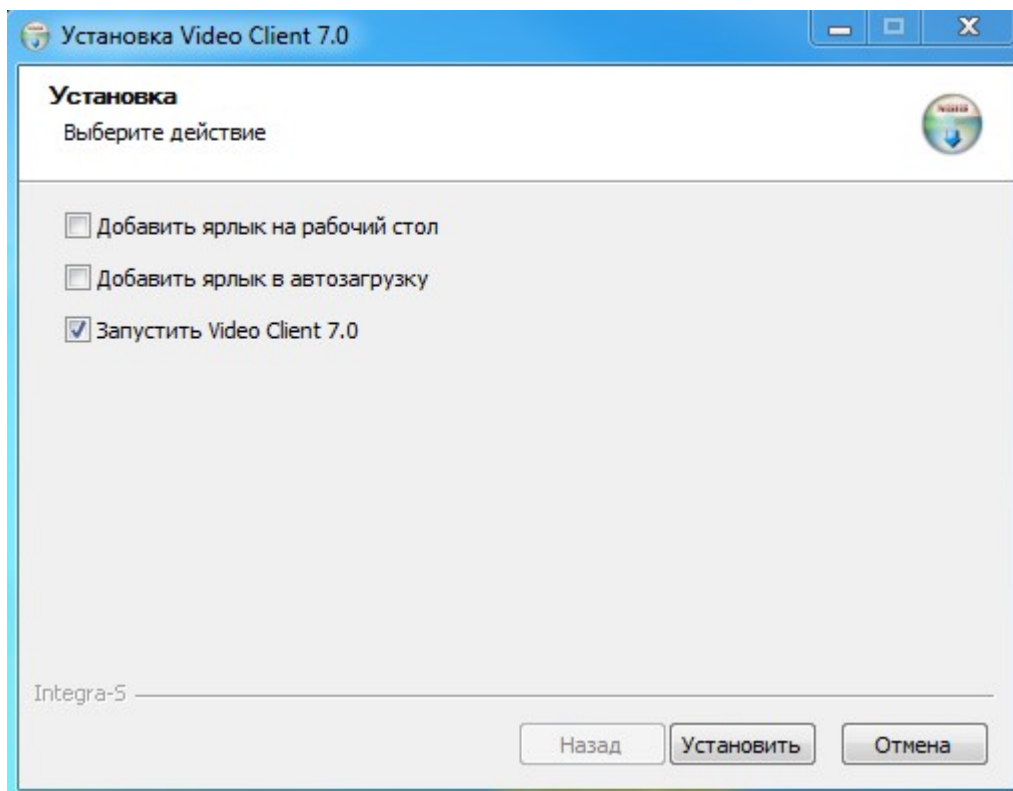 Установка Video Client 7.0
Установка
Выберите действие
Добавить ярлык на рабочий стол
Добавить ярлык в автозагрузку
Запустить Video Client 7.0
Integra-S
Назад Установить Отмена